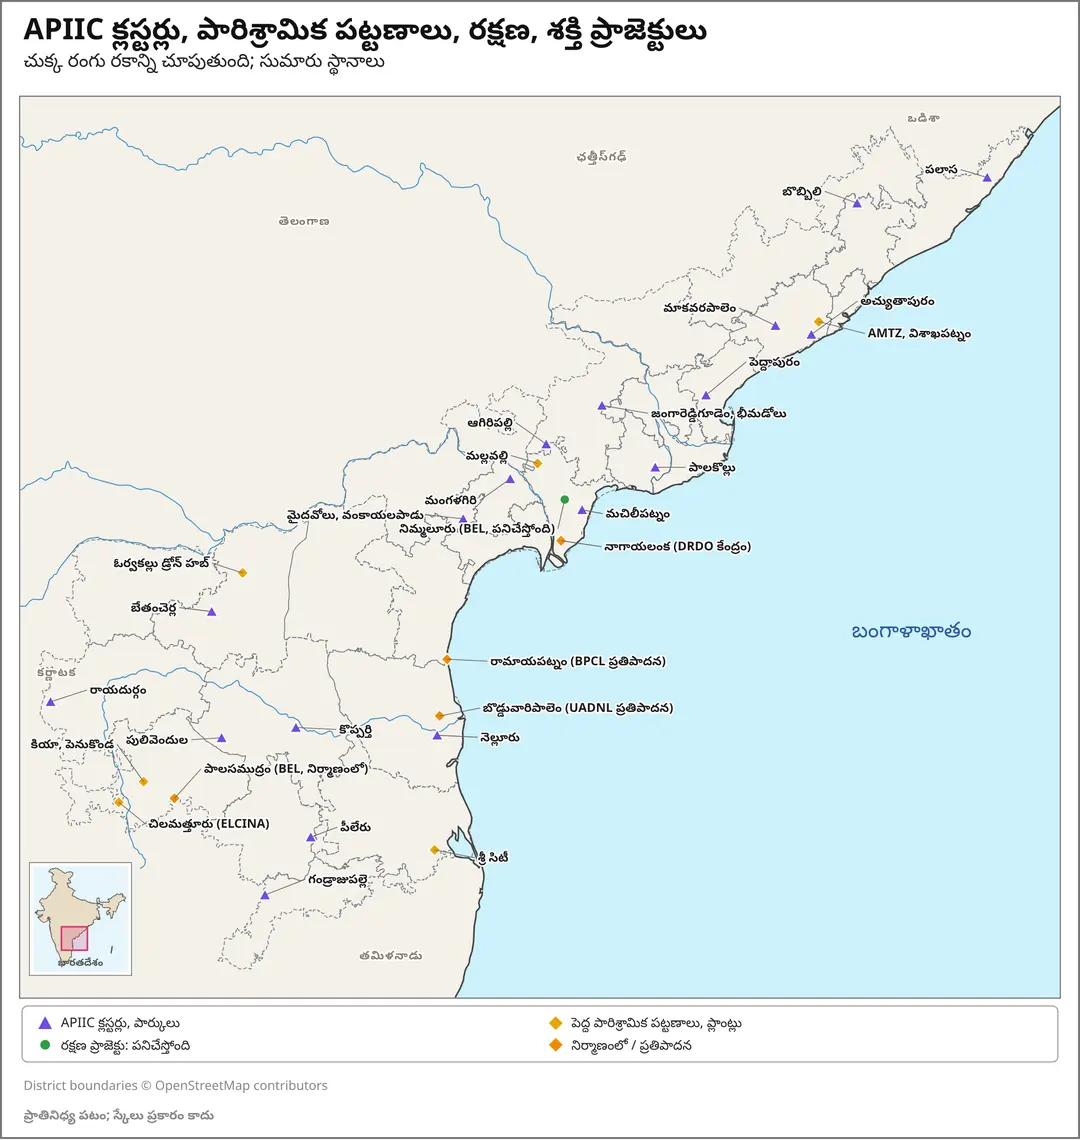 APIIC క్లస్టర్లు, పారిశ్రామిక పట్టణాలు, రక్షణ, శక్తి ప్రాజెక్టులు
చుక్క రంగు రకాన్ని చూపుతుంది; సుమారు స్థానాలు
ఒడిశా
ఛత్తీస్‌గఢ్
పలాస
బొబ్బిలి
తెలంగాణ
అచ్యుతాపురం
మాకవరపాలెం
AMTZ, విశాఖపట్నం
పెద్దాపురం
జంగారెడ్డిగూడెం, భీమడోలు
ఆగిరిపల్లి
మల్లవల్లి
పాలకొల్లు
మంగళగిరి
మైదవోలు, వంకాయలపాడు
మచిలీపట్నం
నిమ్మలూరు (BEL, పనిచేస్తోంది)
నాగాయలంక (DRDO కేంద్రం)
ఓర్వకల్లు డ్రోన్ హబ్
బేతంచెర్ల
బంగాళాఖాతం
రామాయపట్నం (BPCL ప్రతిపాదన)
కర్ణాటక
రాయదుర్గం
బొడ్డువారిపాలెం (UADNL ప్రతిపాదన)
కొప్పర్తి
నెల్లూరు
కియా, పెనుకొండ
పులివెందుల
పాలసముద్రం (BEL, నిర్మాణంలో)
చిలమత్తూరు (ELCINA)
పీలేరు
శ్రీ సిటీ
గండ్రాజుపల్లె
తమిళనాడు
భారతదేశం
APIIC క్లస్టర్లు, పార్కులు
పెద్ద పారిశ్రామిక పట్టణాలు, ప్లాంట్లు
రక్షణ ప్రాజెక్టు: పనిచేస్తోంది
నిర్మాణంలో / ప్రతిపాదన
District boundaries © OpenStreetMap contributors
ప్రాతినిధ్య పటం; స్కేలు ప్రకారం కాదు